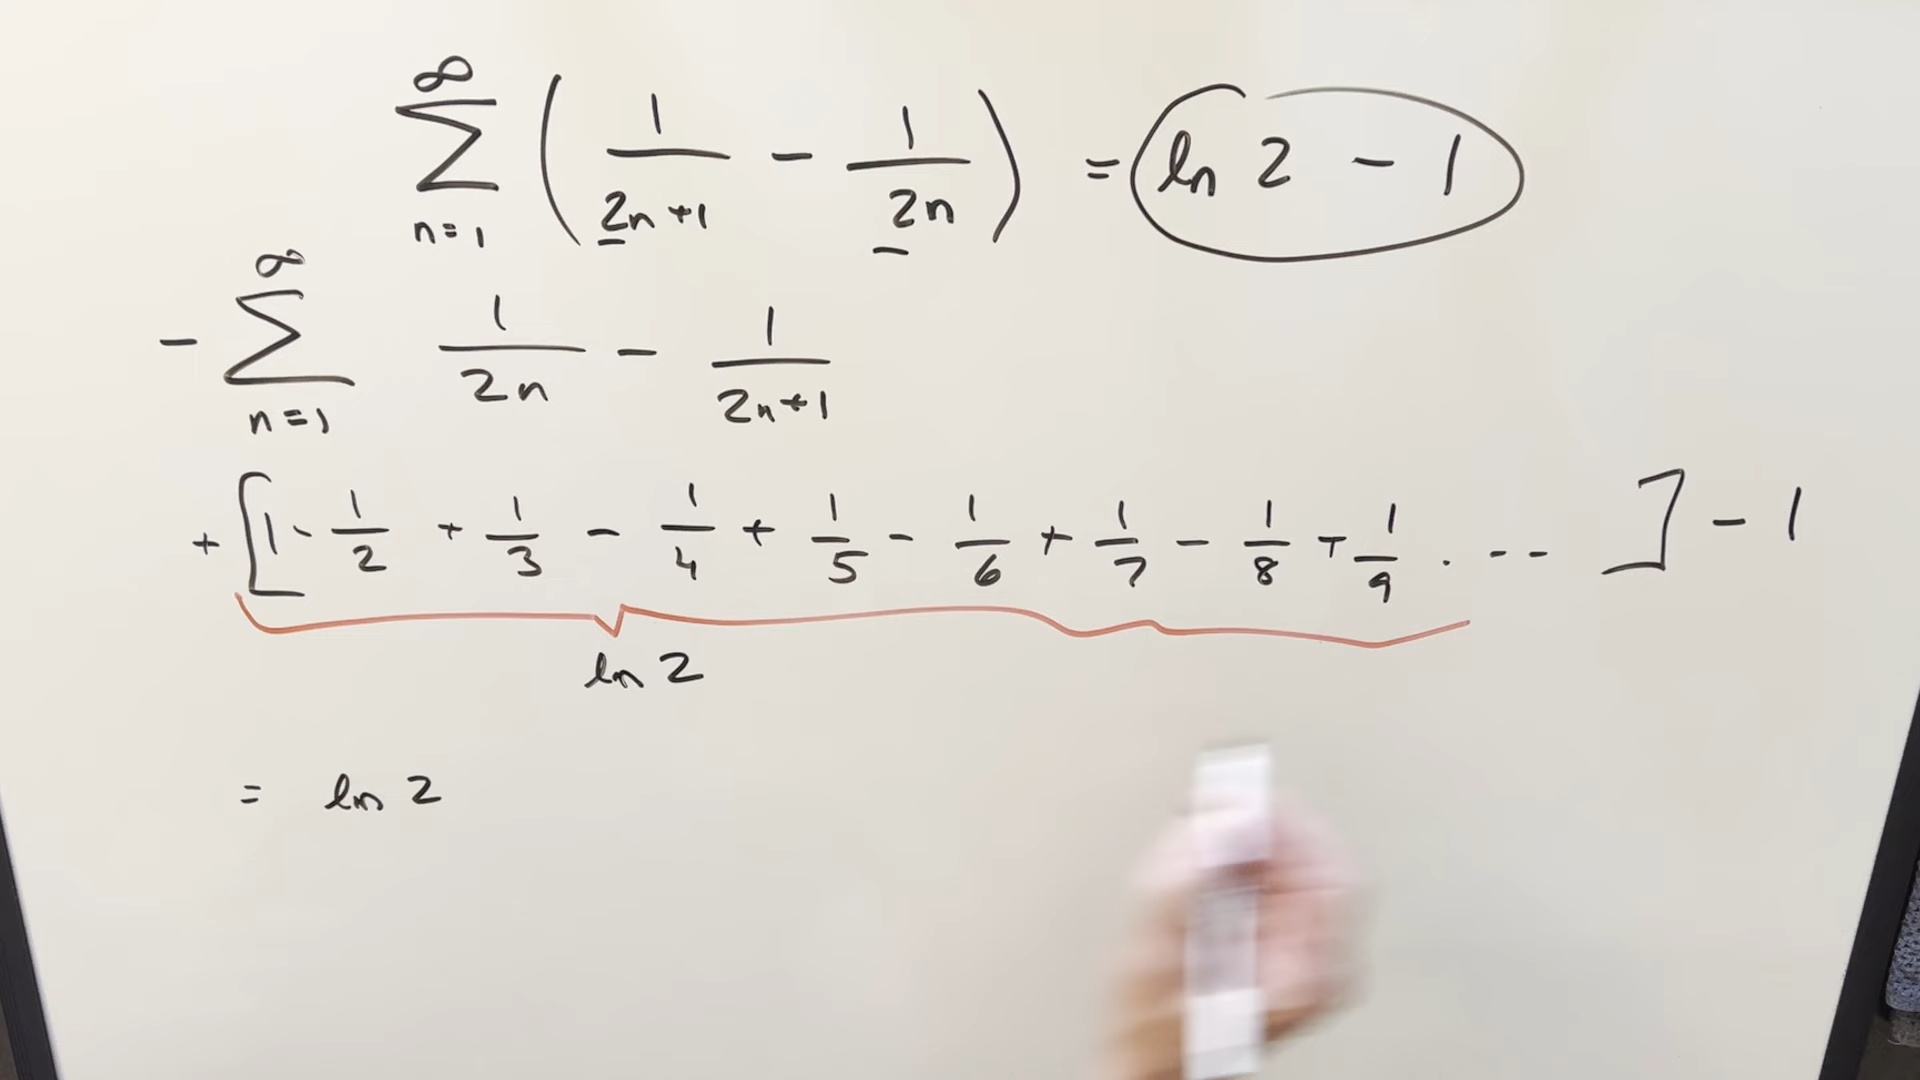 ∞∑n=1 (1/2n+1 − 1/2n) = ln 2 − 1
− ∞∑n=1 1/2n − 1/2n+1
+ [1 - 1/2 + 1/3 − 1/4 + 1/5 − 1/6 + 1/7 − 1/8 + 1/9 . - - ] − 1
ln 2
= ln 2